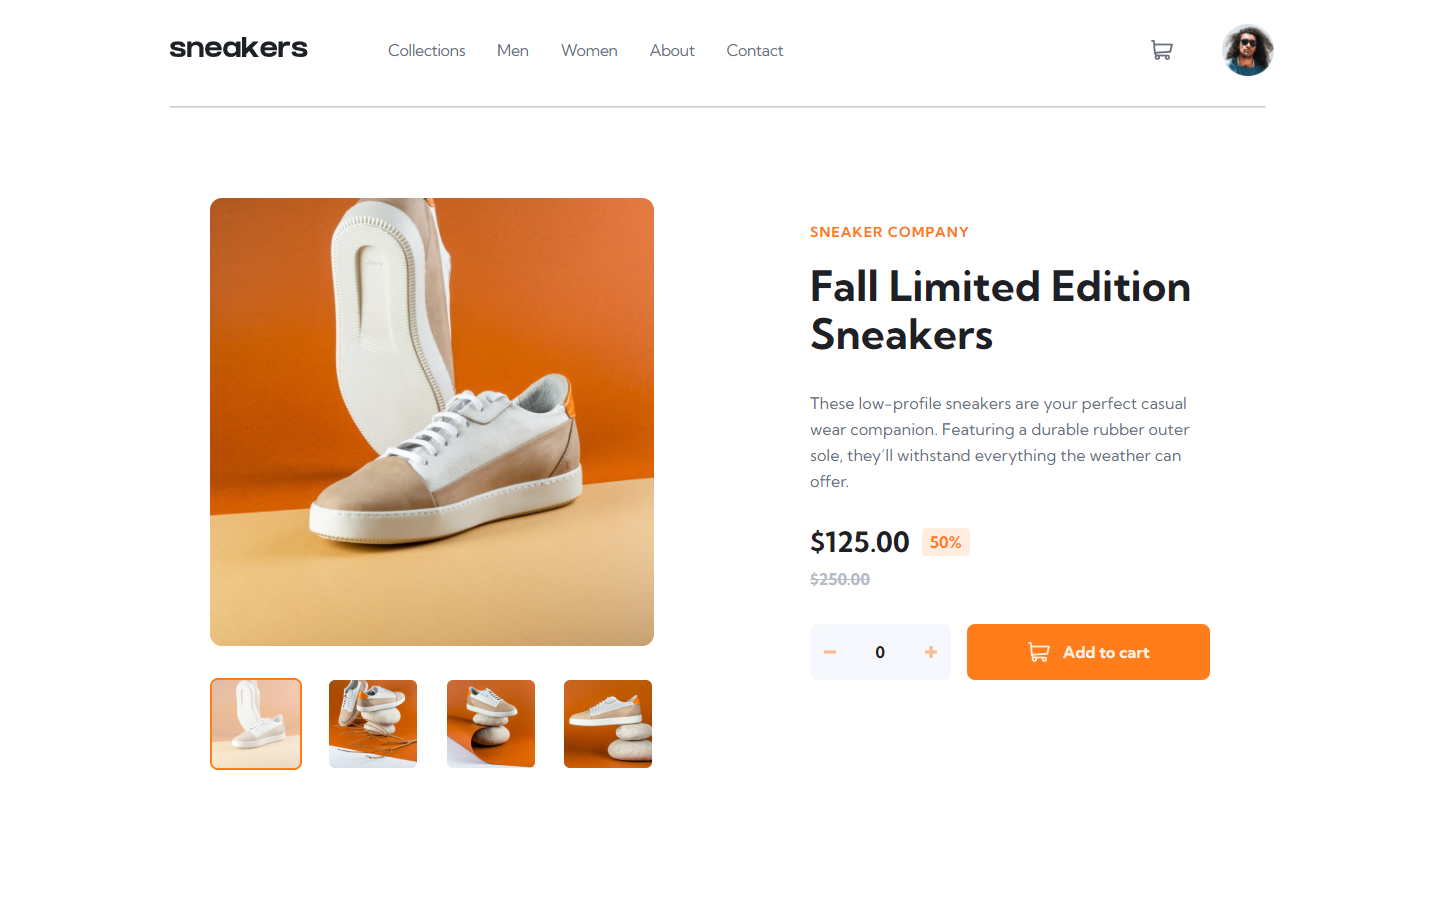 sneakers
Collections Men Women About Contact
SNEAKER COMPANY
Fall Limited Edition
Sneakers
These low-profile sneakers are your perfect casual
wear companion. Featuring a durable rubber outer
sole, they'll withstand everything the weather can
offer.
$125.00 50%
$250.00
0 Add to cart